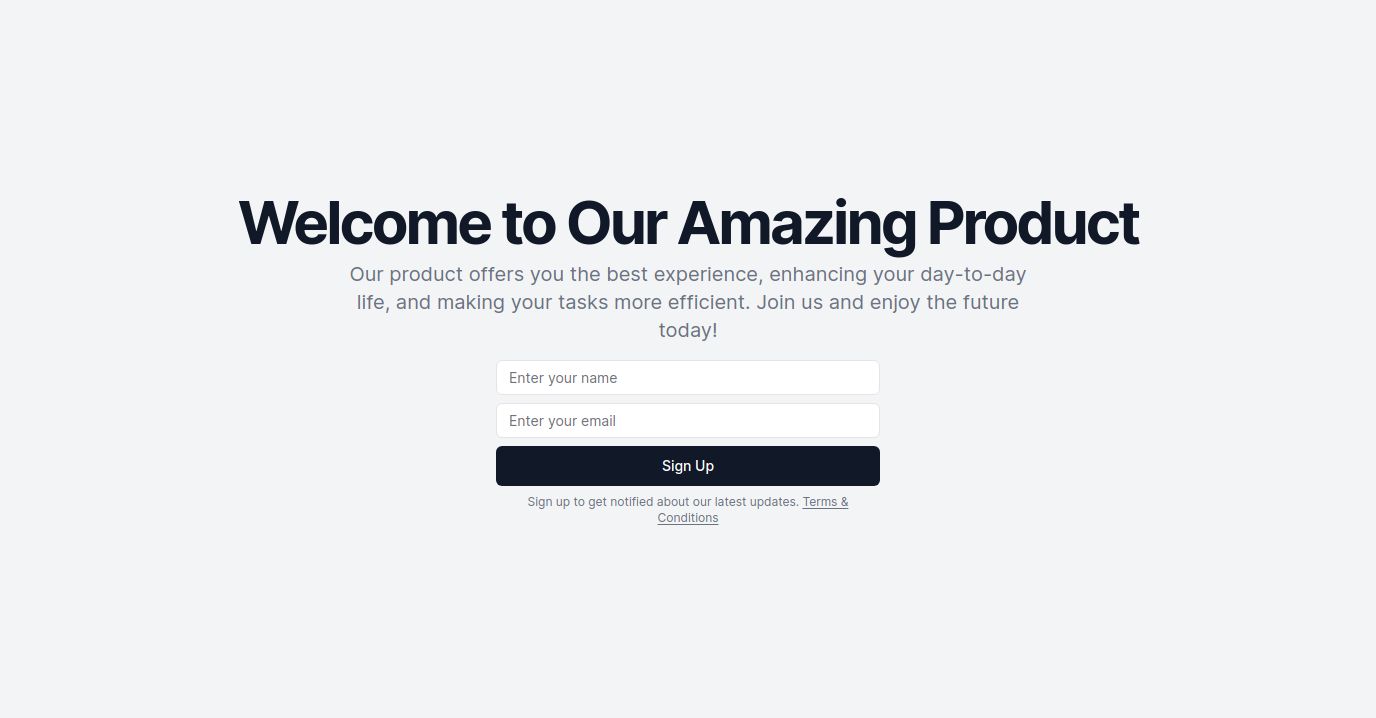 Welcome to Our Amazing Product
Our product offers you the best experience, enhancing your day-to-day
life, and making your tasks more efficient. Join us and enjoy the future
today!
Enter your name
Enter your email
Sign Up
Sign up to get notified about our latest updates. Terms &
Conditions